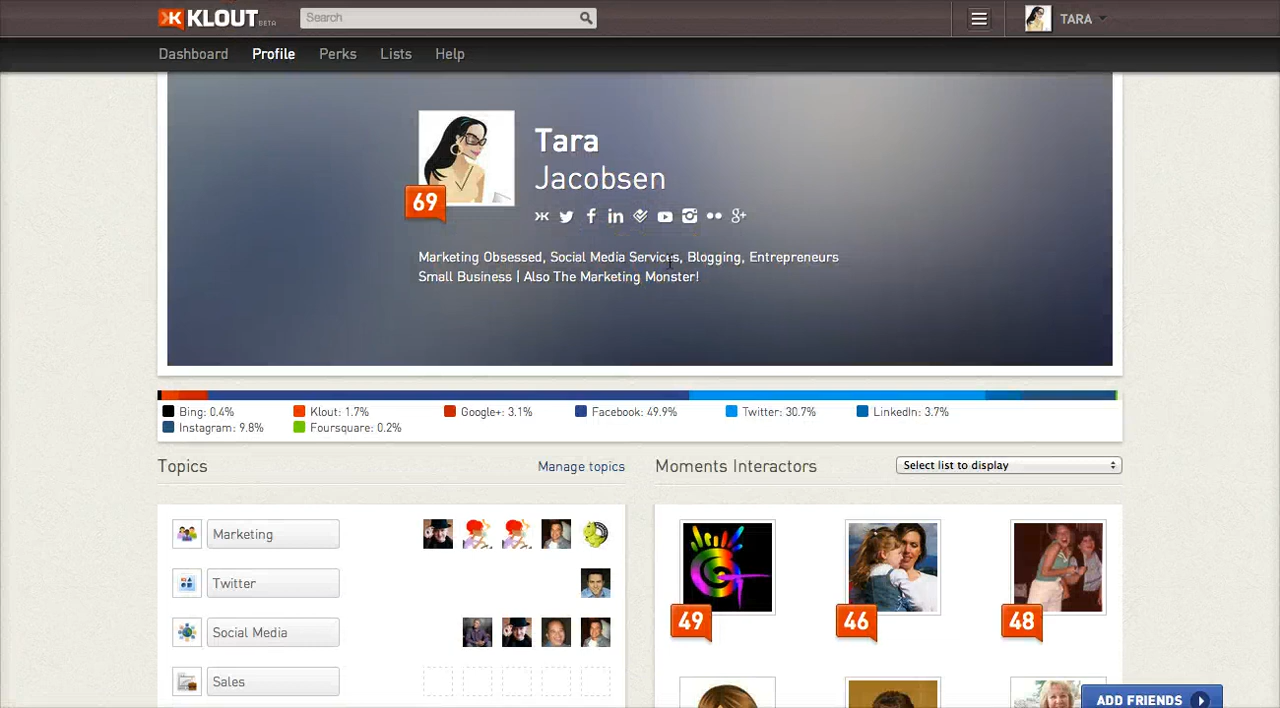 KLOUT BETA
Search
TARA
Dashboard Profile Perks Lists Help
Tara
Jacobsen
69
Marketing Obsessed, Social Media Services, Blogging, Entrepreneurs
Small Business | Also The Marketing Monster!
Bing: 0.4% Klout: 1.7% Google+: 3.1% Facebook: 49.9% Twitter: 30.7% LinkedIn: 3.7%
Instagram: 9.8% Foursquare: 0.2%
Topics Manage topics
Moments Interactors Select list to display
Marketing
Twitter
Social Media
Sales
49 46 48
ADD FRIENDS